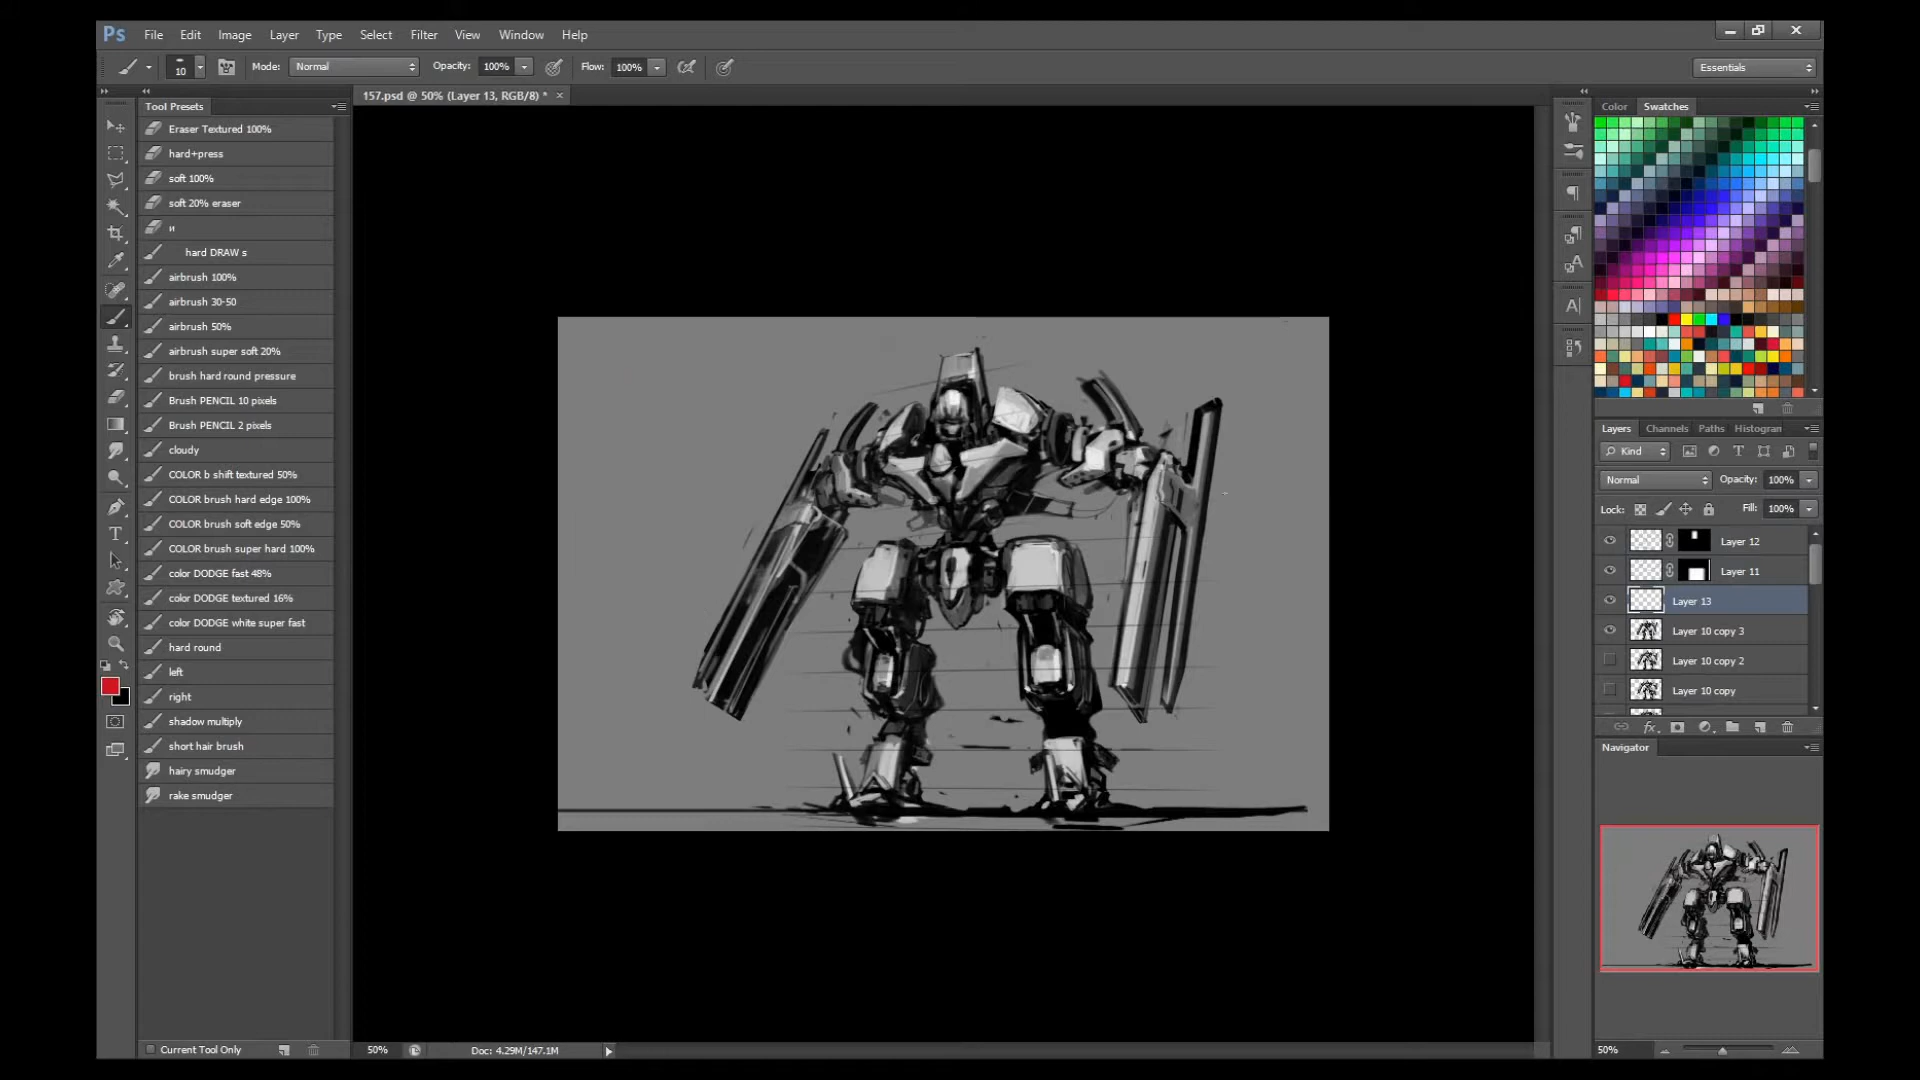 Ps File Edit Image Layer Type Select Filter View Window Help
10 Mode: Normal Opacity: 100% Flow: 100% Essentials
157.psd @ 50% (Layer 13, RGB/8) * ×
Tool Presets
Eraser Textured 100%
hard+press
soft 100%
soft 20% eraser
и
hard DRAW s
airbrush 100%
airbrush 30-50
airbrush 50%
airbrush super soft 20%
brush hard round pressure
Brush PENCIL 10 pixels
Brush PENCIL 2 pixels
cloudy
COLOR b shift textured 50%
COLOR brush hard edge 100%
COLOR brush soft edge 50%
COLOR brush super hard 100%
color DODGE fast 48%
color DODGE textured 16%
color DODGE white super fast
hard round
left
right
shadow multiply
short hair brush
hairy smudger
rake smudger
Current Tool Only
50% Doc: 4.29M/147.1M
Color Swatches
Layers Channels Paths Histogram
Kind
Normal Opacity: 100%
Lock: Fill: 100%
Layer 12
Layer 11
Layer 13
Layer 10 copy 3
Layer 10 copy 2
Layer 10 copy
Navigator
50%